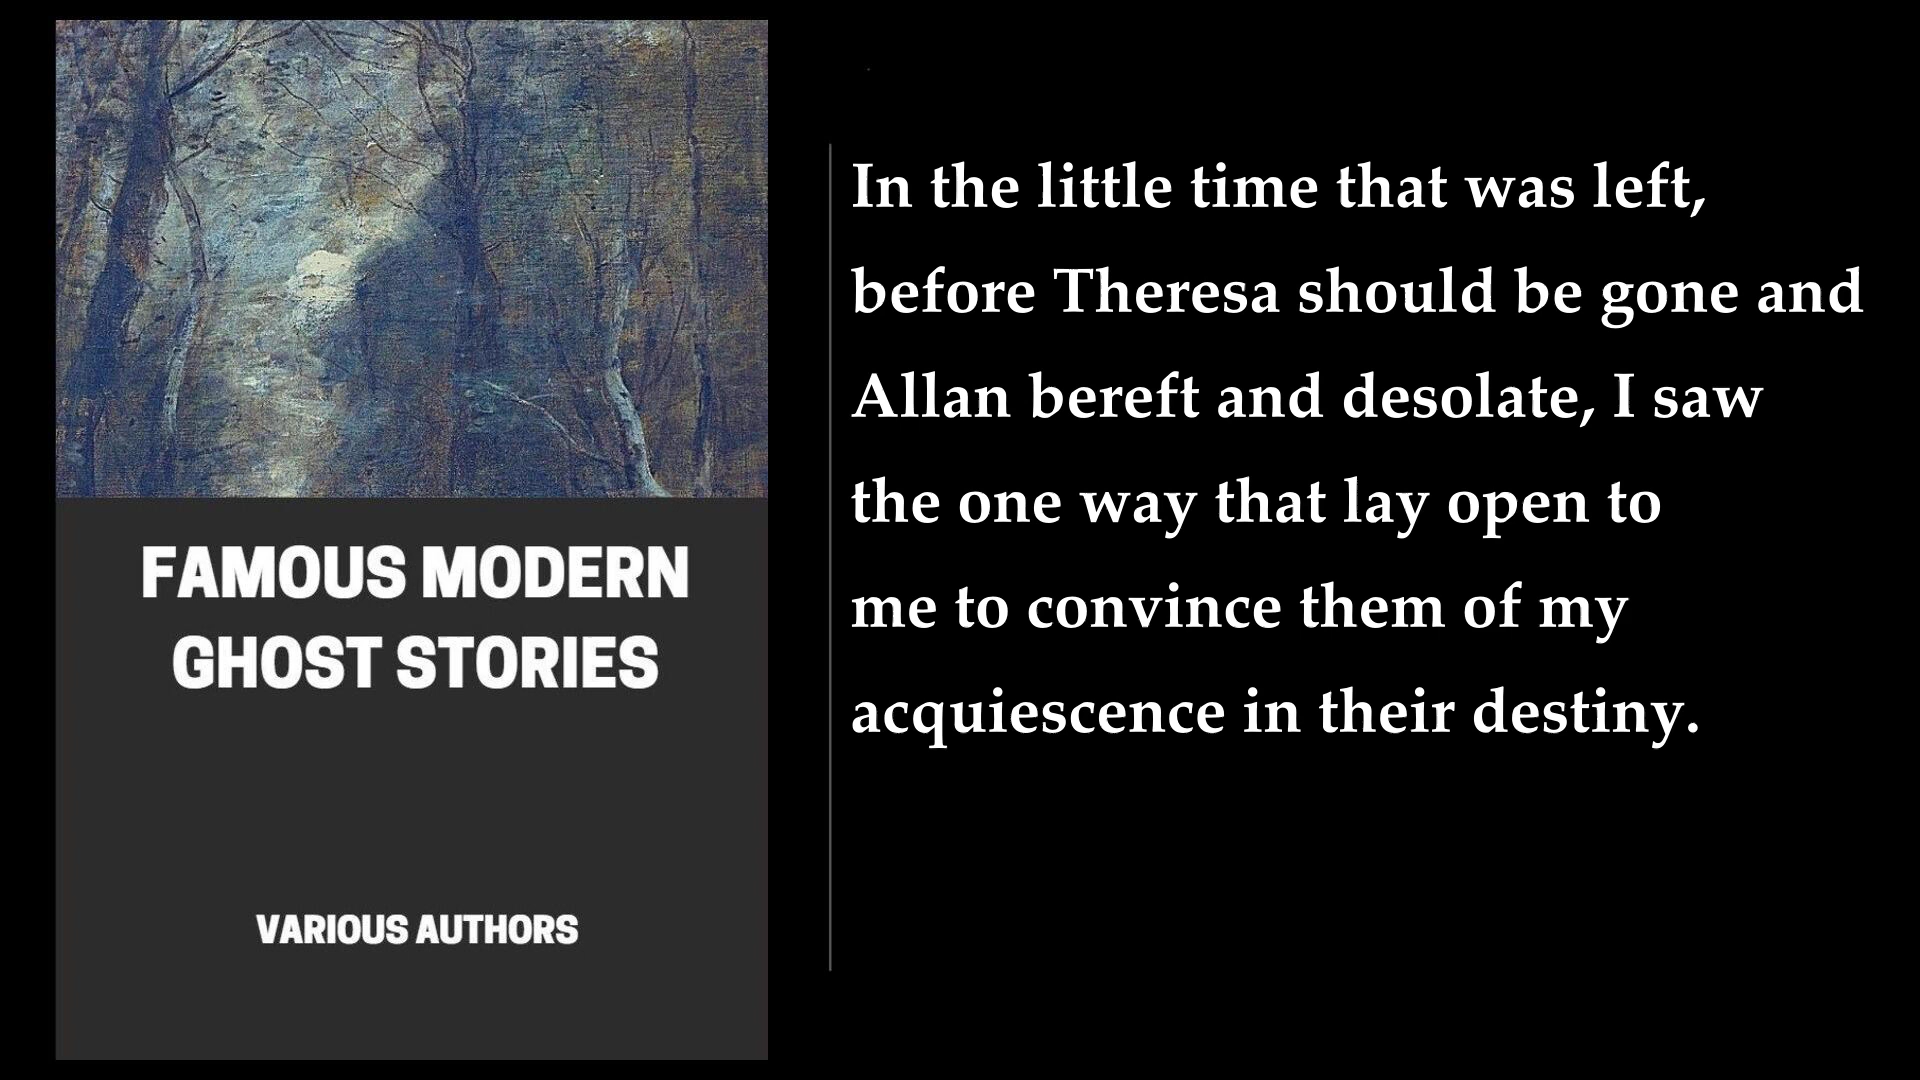 FAMOUS MODERN
GHOST STORIES
VARIOUS AUTHORS
In the little time that was left,
before Theresa should be gone and
Allan bereft and desolate, I saw
the one way that lay open to
me to convince them of my
acquiescence in their destiny.